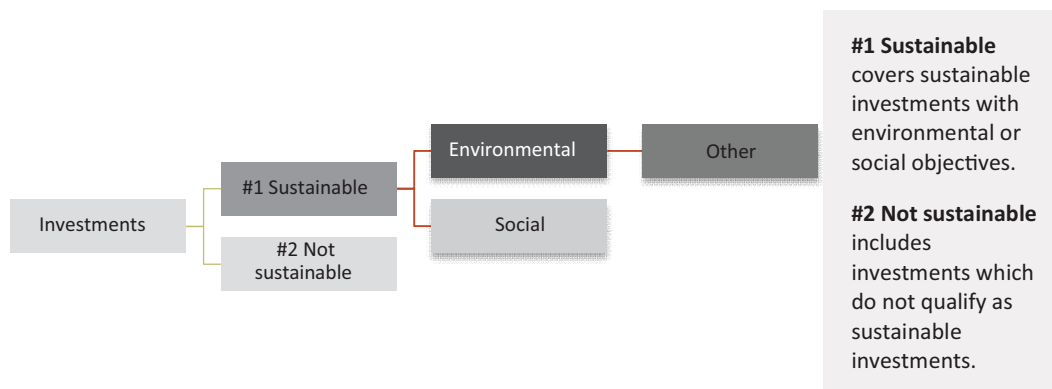 Investments
#1 Sustainable
#2 Not
sustainable
Environmental
Social
Other
#1 Sustainable
covers sustainable
investments with
environmental or
social objectives.
#2 Not sustainable
includes
investments which
do not qualify as
sustainable
investments.